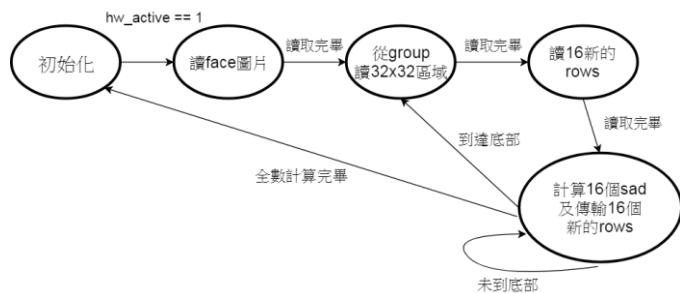 hw_active == 1
初始化
讀face圖片
讀取完畢
從group
讀32x32區域
讀取完畢
讀16新的
rows
讀取完畢
到達底部
全數計算完畢
計算16個sad
及傳輸16個
新的rows
未到底部